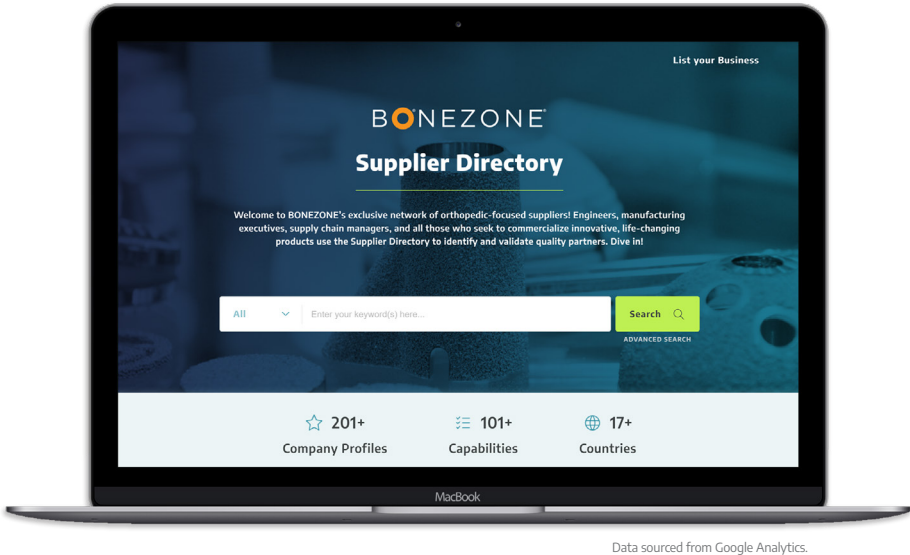 List your Business
BONEZONE
Supplier Directory
Welcome to BONEZONE's exclusive network of orthopedic-focused suppliers! Engineers, manufacturing
executives, supply chain managers, and all those who seek to commercialize innovative, life-changing
products use the Supplier Directory to identify and validate quality partners. Dive in!
All
Enter your keyword(s) here...
Search
ADVANCED SEARCH
201+
101+
17+
Company Profiles
Capabilities
Countries
MacBook
Data sourced from Google Analytics.